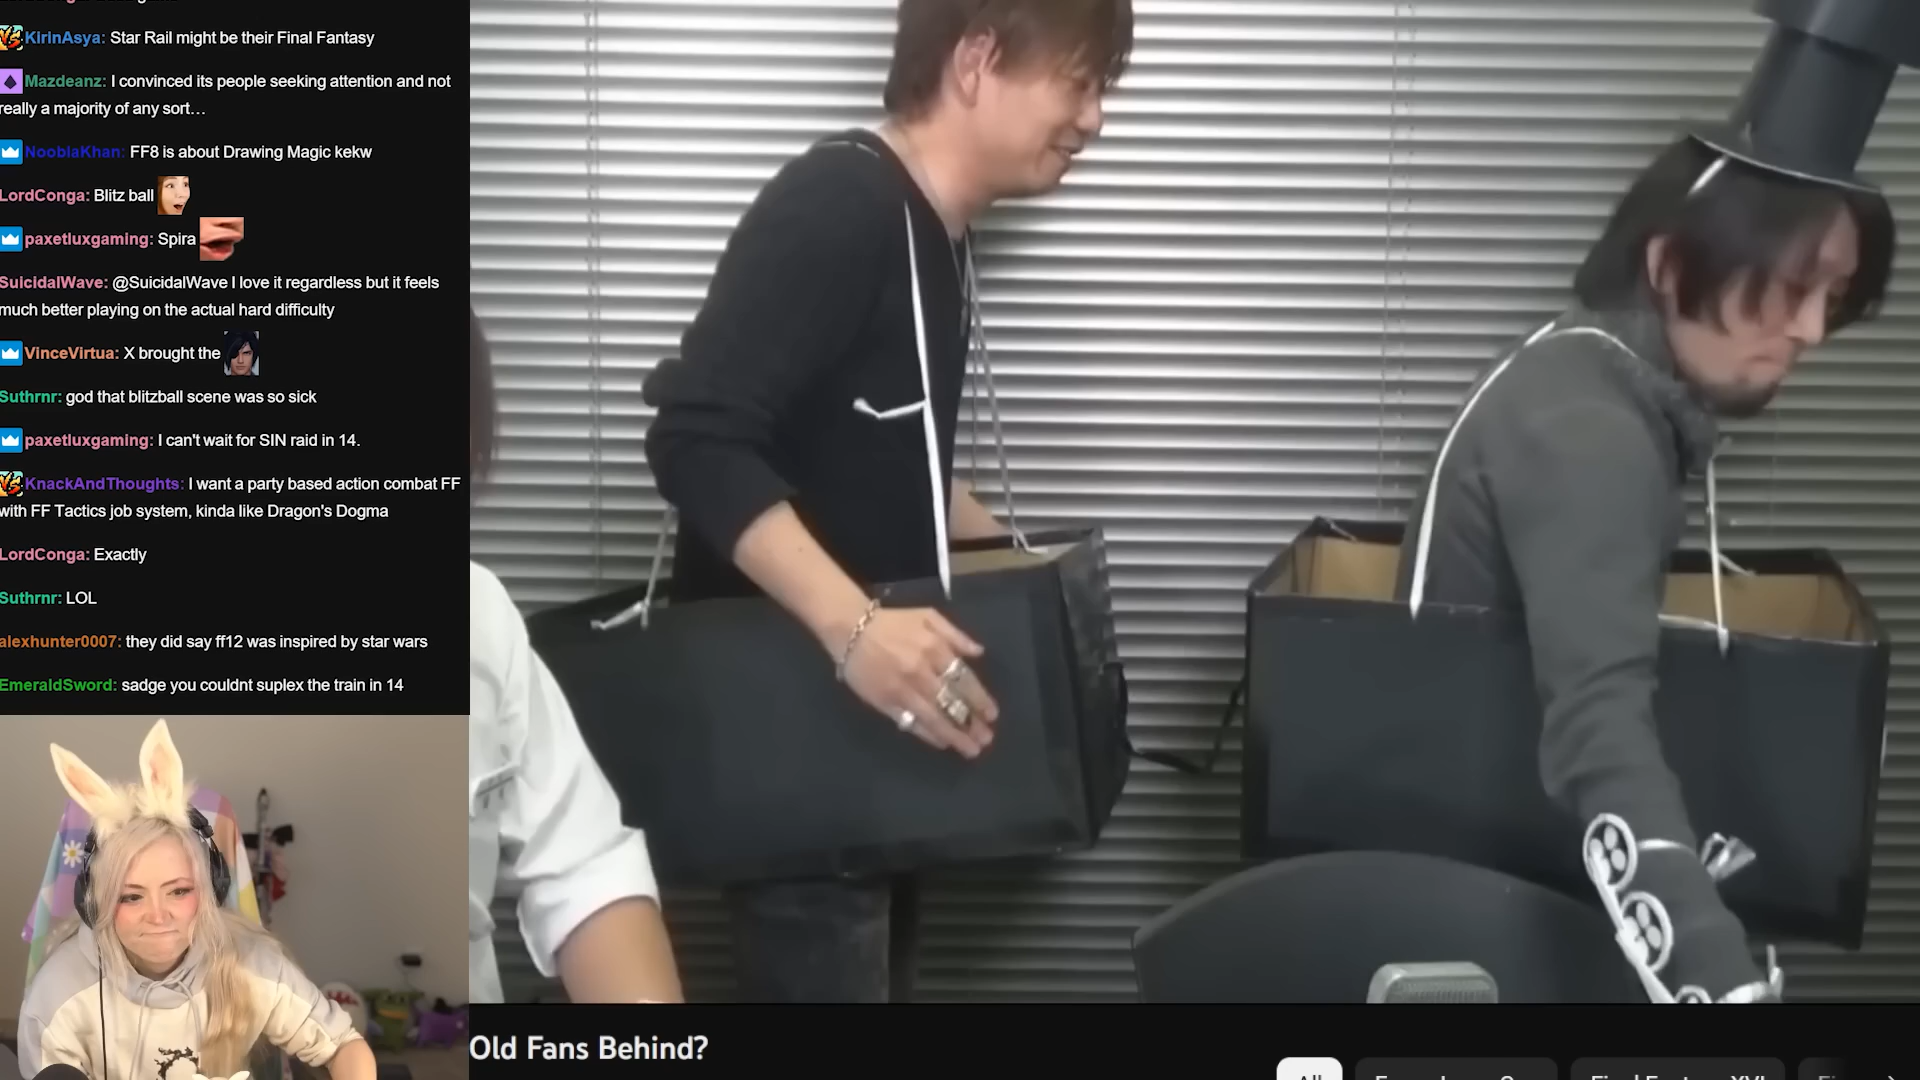 KirinAsya: Star Rail might be their Final Fantasy
Mazdeanz: I convinced its people seeking attention and not
really a majority of any sort...
NooblaKhan: FF8 is about Drawing Magic kekw
LordConga: Blitz ball
paxetluxgaming: Spira
SuicidalWave: @SuicidalWave I love it regardless but it feels
much better playing on the actual hard difficulty
VinceVirtua: X brought the
Suthrnr: god that blitzball scene was so sick
paxetluxgaming: I can't wait for SIN raid in 14.
KnackAndThoughts: I want a party based action combat FF
with FF Tactics job system, kinda like Dragon's Dogma
LordConga: Exactly
Suthrnr: LOL
alexhunter0007: they did say ff12 was inspired by star wars
EmeraldSword: sadge you couldnt suplex the train in 14
Old Fans Behind?
All